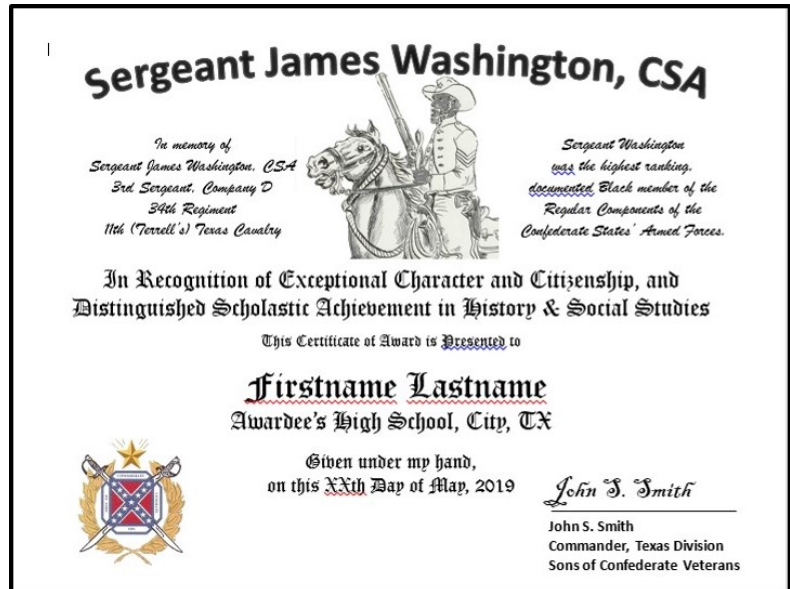 Sergeant James Washington, CSA
In memory of
Sergeant James Washington, CSA
3rd Sergeant, Company D
34th Regiment
11th (Terrell's) Texas Cavalry
Sergeant Washington
was the highest ranking,
documented Black member of the
Regular Components of the
Confederate States' Armed Forces.
In Recognition of Exceptional Character and Citizenship, and
Distinguished Scholastic Achievement in History & Social Studies
This Certificate of Award is Presented to
Firstname Lastname
Awardee's High School, City, TX
Given under my hand,
on this XXth Day of May, 2019
John S. Smith
John S. Smith
Commander, Texas Division
Sons of Confederate Veterans